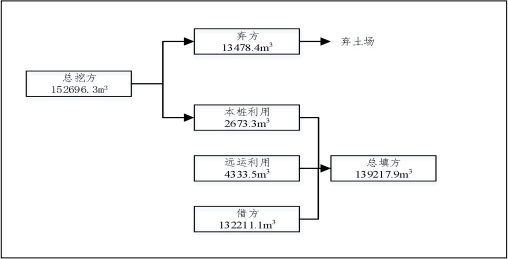 弃方
13478.4m³
弃土场
总挖方
152696.3m³
本桩利用
2673.3m³
远运利用
4333.5m³
总填方
139217.9m³
借方
132211.1m³